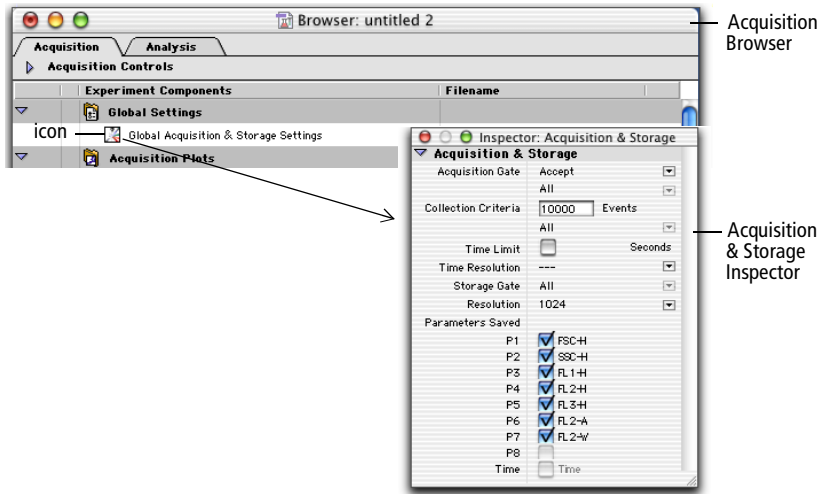 Browser: untitled 2
Acquisition Browser
Acquisition Analysis
Acquisition Controls
Experiment Components Filename
Global Settings
icon
Global Acquisition & Storage Settings
Acquisition Plots
Inspector: Acquisition & Storage
Acquisition & Storage
Acquisition Gate Accept
All
Collection Criteria 10000 Events
All
Acquisition & Storage Inspector
Time Limit Seconds
Time Resolution ---
Storage Gate All
Resolution 1024
Parameters Saved
P1 FSC-H
P2 SSC-H
P3 FL1-H
P4 FL2-H
P5 FL3-H
P6 FL2-A
P7 FL2-W
P8
Time Time